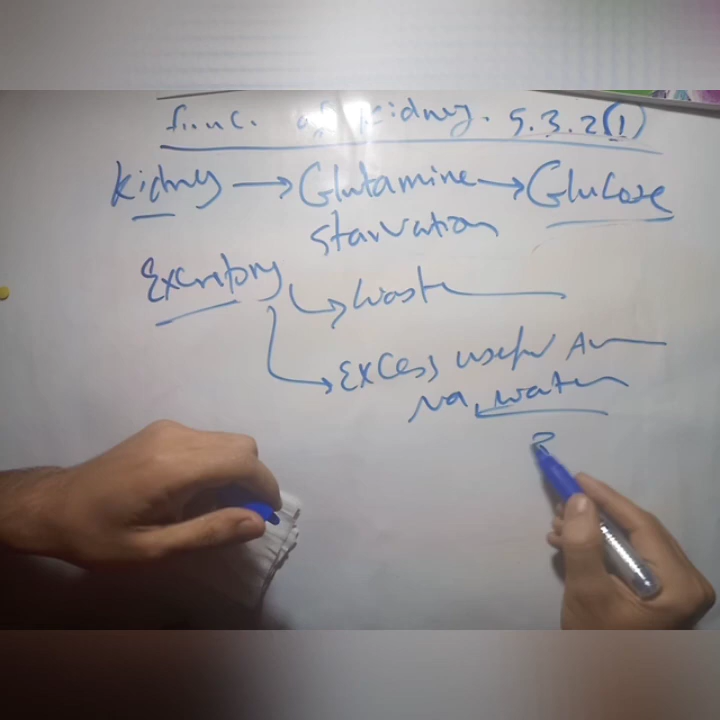 func. of kidney. 5.3.2(1)
Kidney → Glutamine → Glucose
Starvation
Excretory → Waste
→ Excess useful
Na, water